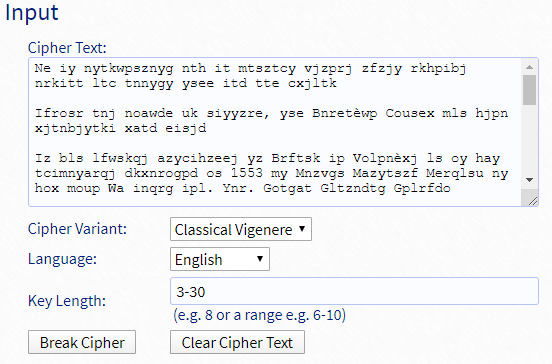 Input
Cipher Text:
Ne iy nytkwpsznyg nth it mtsztcy vjzprj zfzjy rkhpibj
nrkitt ltc tnnygy ysee itd tte cxjltk
Ifrosr tnj noawde uk siyyzre, yse Bnretèwp Cousex mls hjpn
xjtnbjytki xatd eisjd
Iz bls lfwskqj azycihzeej yz Brftsk ip Volpnèxj ls oy hay
tcimnyarqj dkxnrogpd os 1553 my Mnzvgs Mazytszf Merqlsu ny
hox moup Wa inqrg ipl. Ynr. Gotgat Gltzndtg Gplrfdo
Cipher Variant:
Classical Vigenere
Language:
English
Key Length:
3-30
(e.g. 8 or a range e.g. 6-10)
Break Cipher
Clear Cipher Text